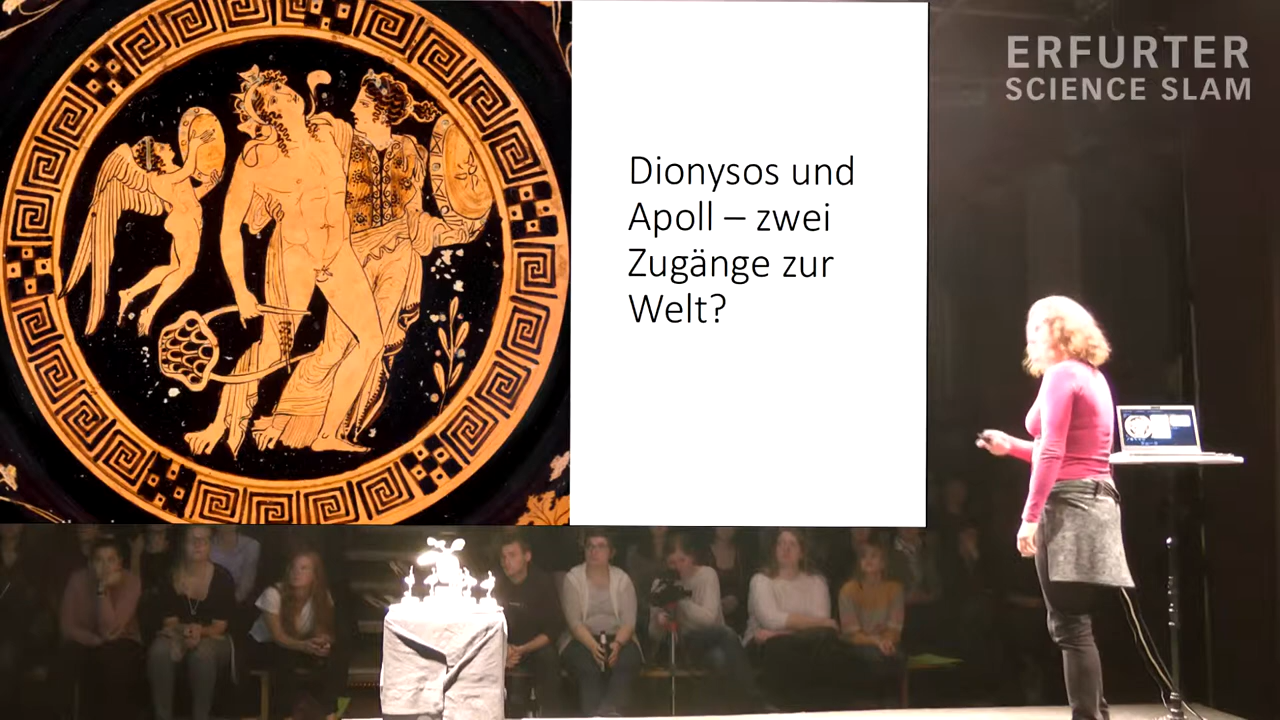 ERFURTER
SCIENCE SLAM
Dionysos und
Apoll – zwei
Zugänge zur
Welt?